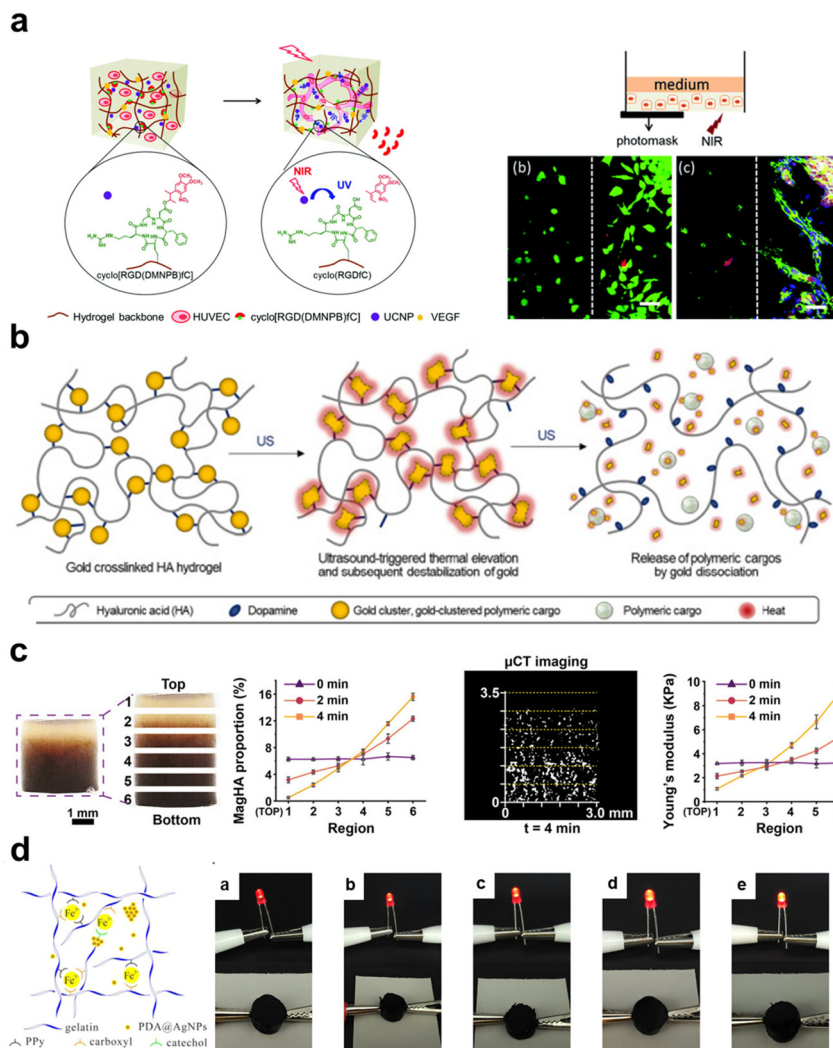 a
medium
photomask
NIR
NIR
UV
OMe
OMe
NO₂
cyclo[RGD(DMNPB)fC]
cyclo(RGDfC)
(b)
(c)
Hydrogel backbone
HUVEC
cyclo[RGD(DMNPB)fC]
UCNP
VEGF
b
US
US
Gold crosslinked HA hydrogel
Ultrasound-triggered thermal elevation
and subsequent destabilization of gold
Release of polymeric cargos
by gold dissociation
Hyaluronic acid (HA)
Dopamine
Gold cluster, gold-clustered polymeric cargo
Polymeric cargo
Heat
c
Top
1
2
3
4
5
6
Bottom
1 mm
MagHA proportion (%)
0 min
2 min
4 min
16
12
8
4
0
(TOP) 1 2 3 4 5 6
Region
µCT imaging
3.5
0
0
3.0 mm
t = 4 min
Young's modulus (KPa)
0 min
2 min
4 min
8
6
4
2
0
(TOP) 1 2 3 4 5
Region
d
a
b
c
d
e
gelatin
PDA@AgNPs
PPy
carboxyl
catechol